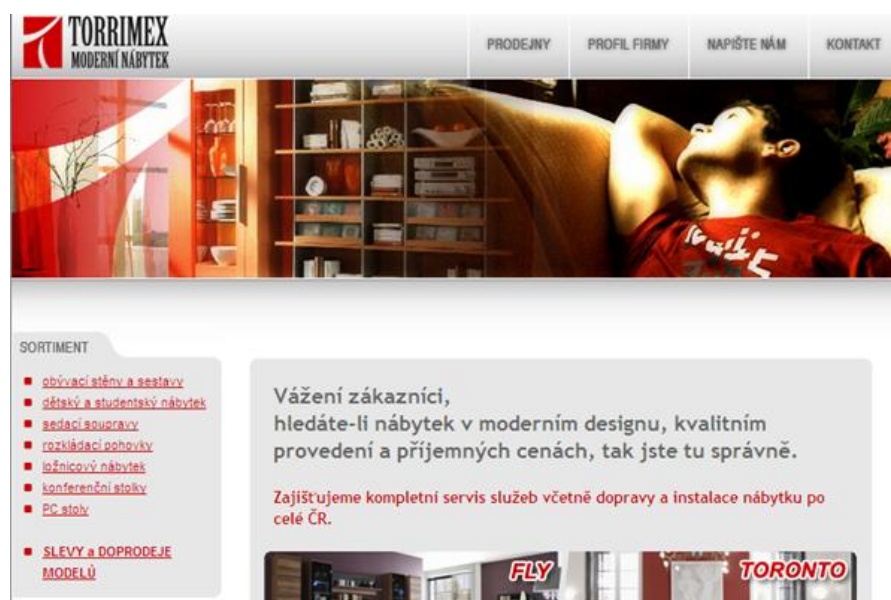 TORRIMEX
MODERNÍ NÁBYTEK
PRODEJNY
PROFIL FIRMY
NAPIŠTE NÁM
KONTAKT
SORTIMENT
obývací stěny a sestavy
dětský a studentský nábytek
sedací soupravy
rozkládací pohovky
ložnicový nábytek
konferenční stolky
PC stoly
SLEVY a DOPRODEJE
MODELŮ
Vážení zákazníci,
hledáte-li nábytek v moderním designu, kvalitním
provedení a příjemných cenách, tak jste tu správně.
Zajišťujeme kompletní servis služeb včetně dopravy a instalace nábytku po
celé ČR.
FLY
TORONTO